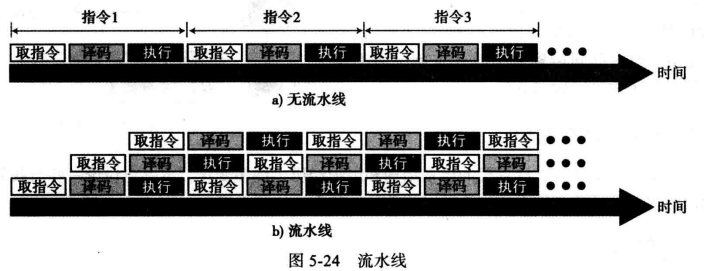 指令1 指令2 指令3
取指令 译码 执行 取指令 译码 执行 取指令 译码 执行
时间
a) 无流水线
取指令 译码 执行 取指令 译码 执行 取指令
取指令 译码 执行 取指令 译码 执行 取指令 译码
取指令 译码 执行 取指令 译码 执行 取指令 译码 执行
时间
b) 流水线
图 5-24 流水线